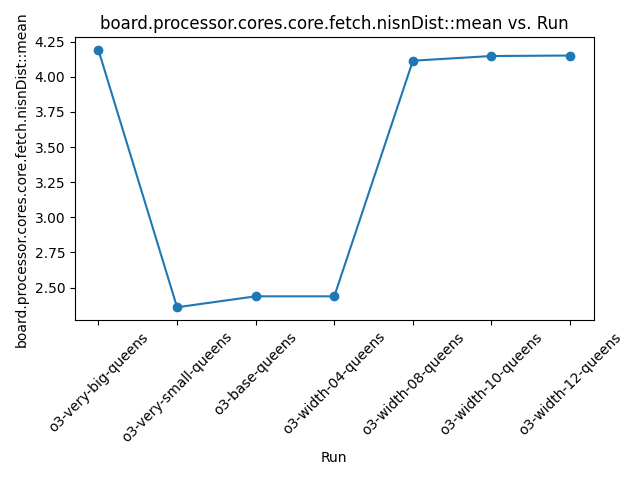 board.processor.cores.core.fetch.nisnDist::mean vs. Run
board.processor.cores.core.fetch.nisnDist::mean
4.25
4.00
3.75
3.50
3.25
3.00
2.75
2.50
o3-very-big-queens
o3-very-small-queens
o3-base-queens
o3-width-04-queens
o3-width-08-queens
o3-width-10-queens
o3-width-12-queens
Run